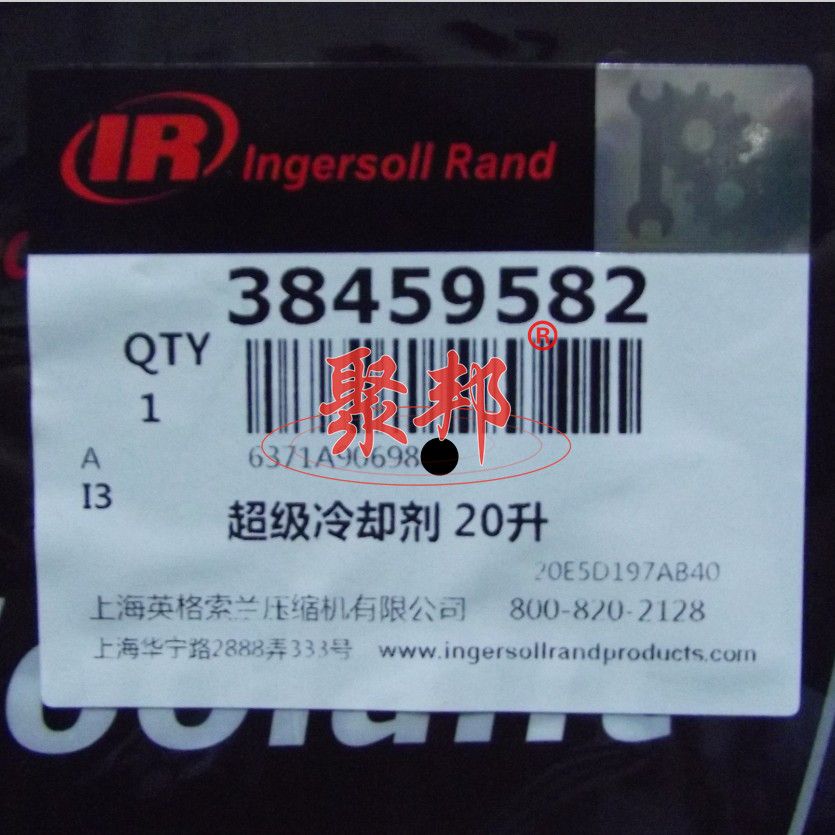 IR Ingersoll Rand
38459582
QTY
1
聚邦®
6371A90698
A
I3
超级冷却剂 20升
20E5D197AB40
上海英格索兰压缩机有限公司 800-820-2128
上海华宁路2888弄333号 www.ingersollrandproducts.com